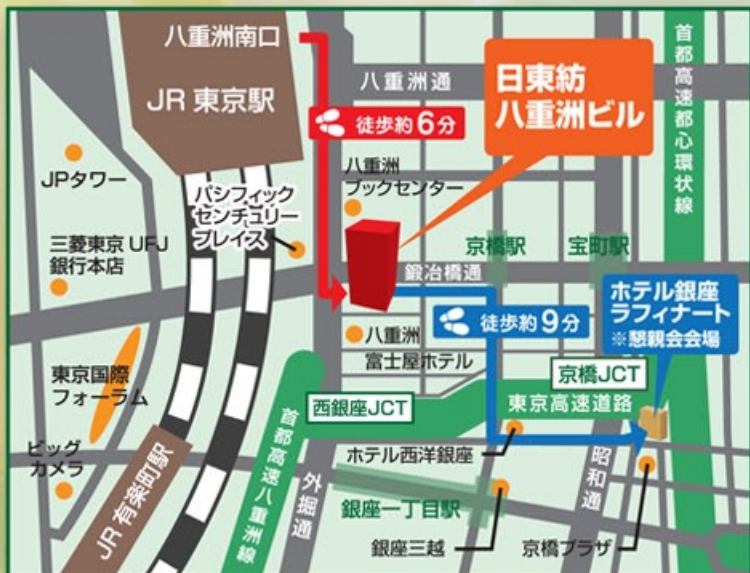 八重洲南口
JR 東京駅
八重洲通
日東紡
八重洲ビル
首都高速都心環状線
徒歩約6分
JPタワー
八重洲
ブックセンター
パシフィック
センチュリー
プレイス
三菱東京 UFJ
銀行本店
京橋駅
宝町駅
鍛冶橋通
ホテル銀座
ラフィナート
※懇親会会場
徒歩約9分
八重洲
富士屋ホテル
東京国際
フォーラム
京橋JCT
西銀座JCT
東京高速道路
首都高速八重洲線
ビッグ
カメラ
JR 有楽町駅
外堀通
ホテル西洋銀座
昭和通
銀座一丁目駅
銀座三越
京橋プラザ